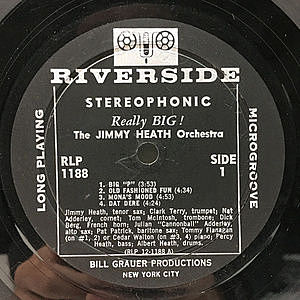 RIVERSIDE
STEREOPHONIC
Really BIG!
The JIMMY HEATH Orchestra
LONG PLAYING
MICROGROOVE
RLP
1188
SIDE
1
1. BIG "P" (3:53)
2. OLD FASHIONED FUN (4:34)
3. MONA'S MOOD (3:53)
4. DAT DERE (4:24)
Jimmy Heath, tenor sax; Clark Terry, trumpet; Nat
Adderley, cornet; Tom McIntosh, trombone; Dick
Berg, French horn; Julian "Cannonball" Adderley,
alto sax; Pat Patrick, baritone sax; Tommy Flanagan
(on #1, 2) or Cedar Walton (on #3, 4) piano; Percy
Heath, bass; Albert Heath, drums.
(RLP 12-1188 A)
BILL GRAUER PRODUCTIONS
NEW YORK CITY